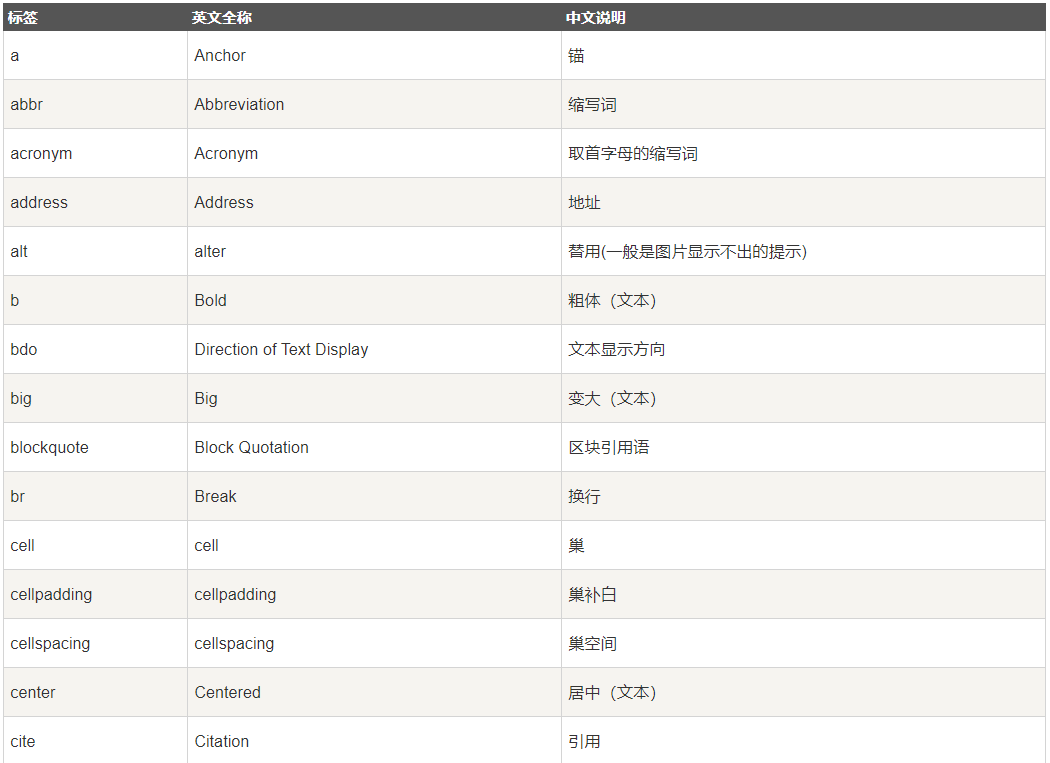 标签 英文全称 中文说明
a Anchor 锚
abbr Abbreviation 缩写词
acronym Acronym 取首字母的缩写词
address Address 地址
alt alter 替用(一般是图片显示不出的提示)
b Bold 粗体（文本）
bdo Direction of Text Display 文本显示方向
big Big 变大（文本）
blockquote Block Quotation 区块引用语
br Break 换行
cell cell 巢
cellpadding cellpadding 巢补白
cellspacing cellspacing 巢空间
center Centered 居中（文本）
cite Citation 引用